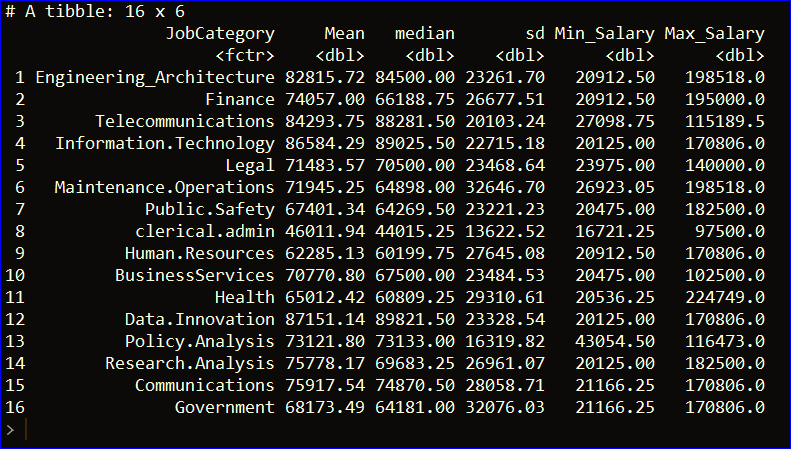 # A tibble: 16 x 6
JobCategory Mean median sd Min_Salary Max_Salary
<fctr> <dbl> <dbl> <dbl> <dbl> <dbl>
1 Engineering_Architecture 82815.72 84500.00 23261.70 20912.50 198518.0
2 Finance 74057.00 66188.75 26677.51 20912.50 195000.0
3 Telecommunications 84293.75 88281.50 20103.24 27098.75 115189.5
4 Information.Technology 86584.29 89025.50 22715.18 20125.00 170806.0
5 Legal 71483.57 70500.00 23468.64 23975.00 140000.0
6 Maintenance.Operations 71945.25 64898.00 32646.70 26923.05 198518.0
7 Public.Safety 67401.34 64269.50 23221.23 20475.00 182500.0
8 clerical.admin 46011.94 44015.25 13622.52 16721.25 97500.0
9 Human.Resources 62285.13 60199.75 27645.08 20912.50 170806.0
10 BusinessServices 70770.80 67500.00 23484.53 20475.00 102500.0
11 Health 65012.42 60809.25 29310.61 20536.25 224749.0
12 Data.Innovation 87151.14 89821.50 23328.54 20125.00 170806.0
13 Policy.Analysis 73121.80 73133.00 16319.82 43054.50 116473.0
14 Research.Analysis 75778.17 69683.25 26961.07 20125.00 182500.0
15 Communications 75917.54 74870.50 28058.71 21166.25 170806.0
16 Government 68173.49 64181.00 32076.03 21166.25 170806.0
>